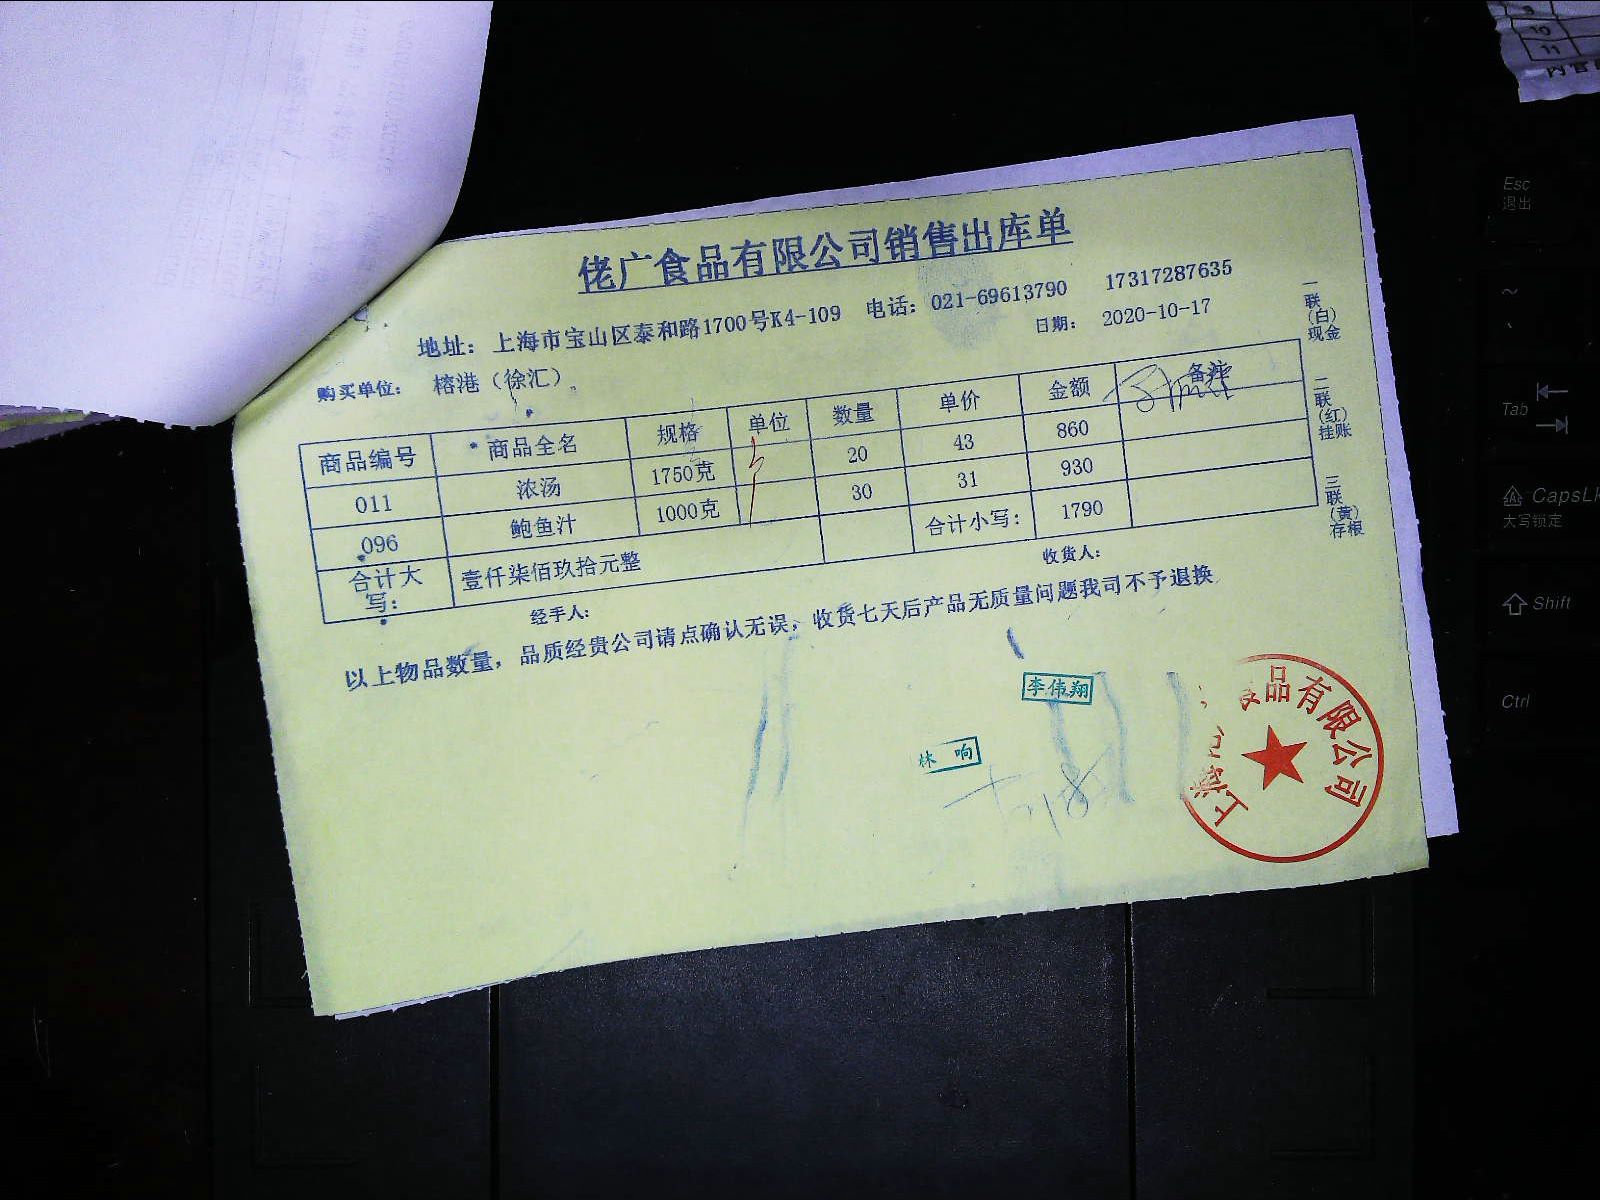 佬广食品有限公司销售出库单
地址：上海市宝山区泰和路1700号K4-109 电话：021-69613790 17317287635
日期： 2020-10-17
购买单位： 榕港（徐汇）
商品编号 商品全名 规格 单位 数量 单价 金额 备注
011 浓汤 1750克 20 43 860
096 鲍鱼汁 1000克 30 31 930
合计大写： 壹仟柒佰玖拾元整 合计小写： 1790
经手人： 收货人：
以上物品数量，品质经贵公司请点确认无误，收货七天后产品无质量问题我司不予退换
一联（白）现金
二联（红）挂账
三联（黄）存根
李伟翔
林响
食品有限公司
上海
9
10
11
Esc
退出
~
Tab
CapsLk
大写锁定
Shift
Ctrl